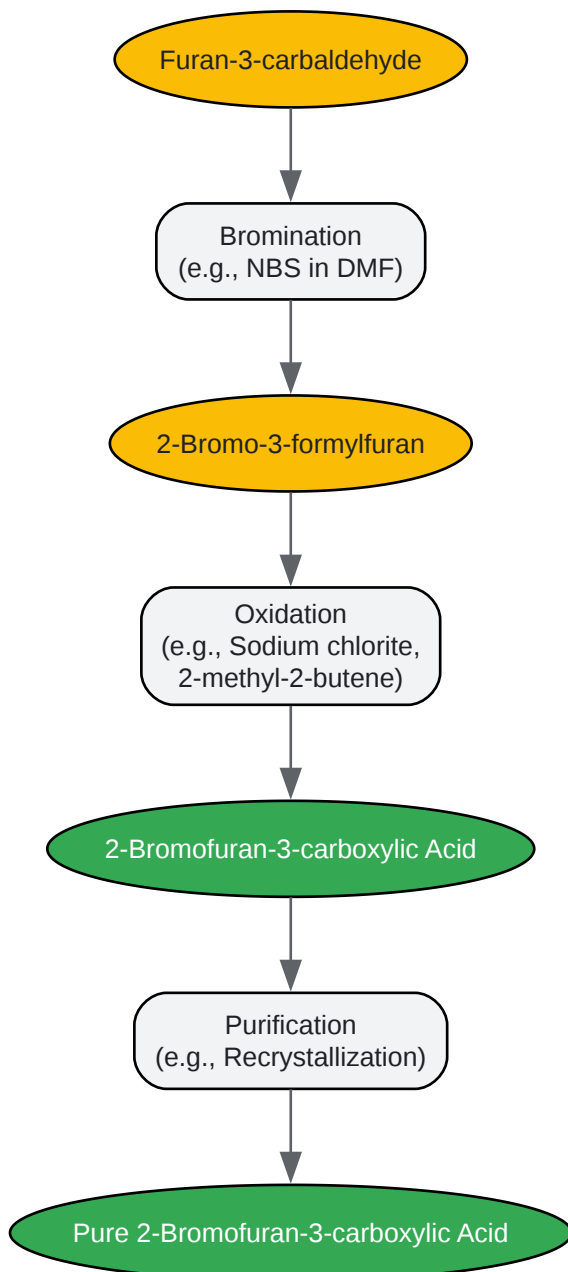 Furan-3-carbaldehyde
Bromination
(e.g., NBS in DMF)
2-Bromo-3-formylfuran
Oxidation
(e.g., Sodium chlorite,
2-methyl-2-butene)
2-Bromofuran-3-carboxylic Acid
Purification
(e.g., Recrystallization)
Pure 2-Bromofuran-3-carboxylic Acid